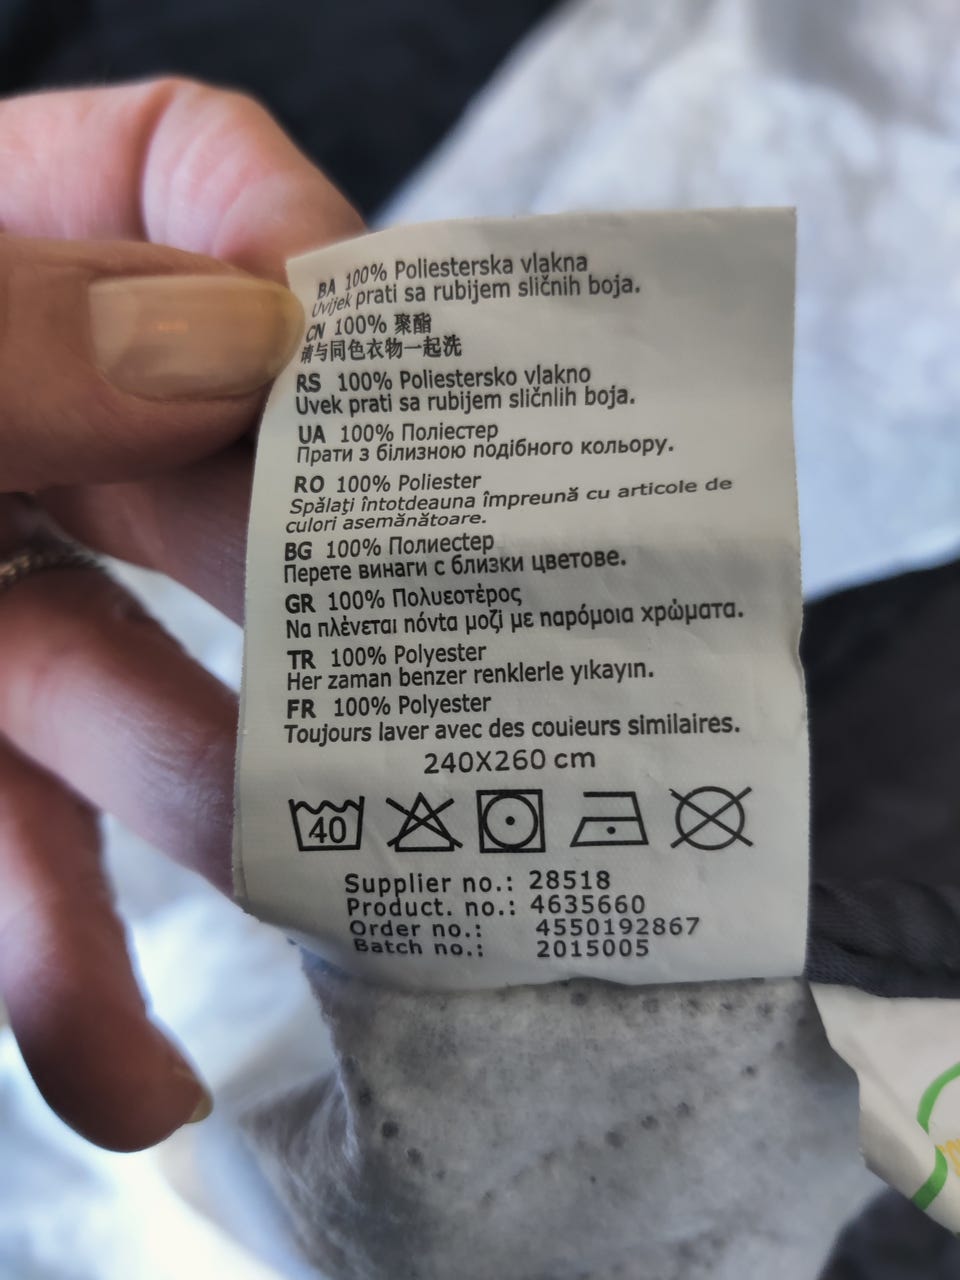 BA 100% Poliesterska vlakna
Uvijek prati sa rubijem sličnih boja.
CN 100% 聚酯
请与同色衣物一起洗
RS 100% Poliestersko vlakno
Uvek prati sa rubijem sličnlih boja.
UA 100% Поліестер
Прати з білизною подібного кольору.
RO 100% Poliester
Spălaţi întotdeauna împreună cu articole de
culori asemănătoare.
BG 100% Полиестер
Перете винаги с близки цветове.
GR 100% Πολυεοτέρος
Να πλένεται πόντα μοζί με παρόμοια χρώματα.
TR 100% Polyester
Her zaman benzer renklerle yıkayın.
FR 100% Polyester
Toujours laver avec des couieurs similaires.
240X260 cm
40
Supplier no.: 28518
Product. no.: 4635660
Order no.: 4550192867
Batch no.: 2015005